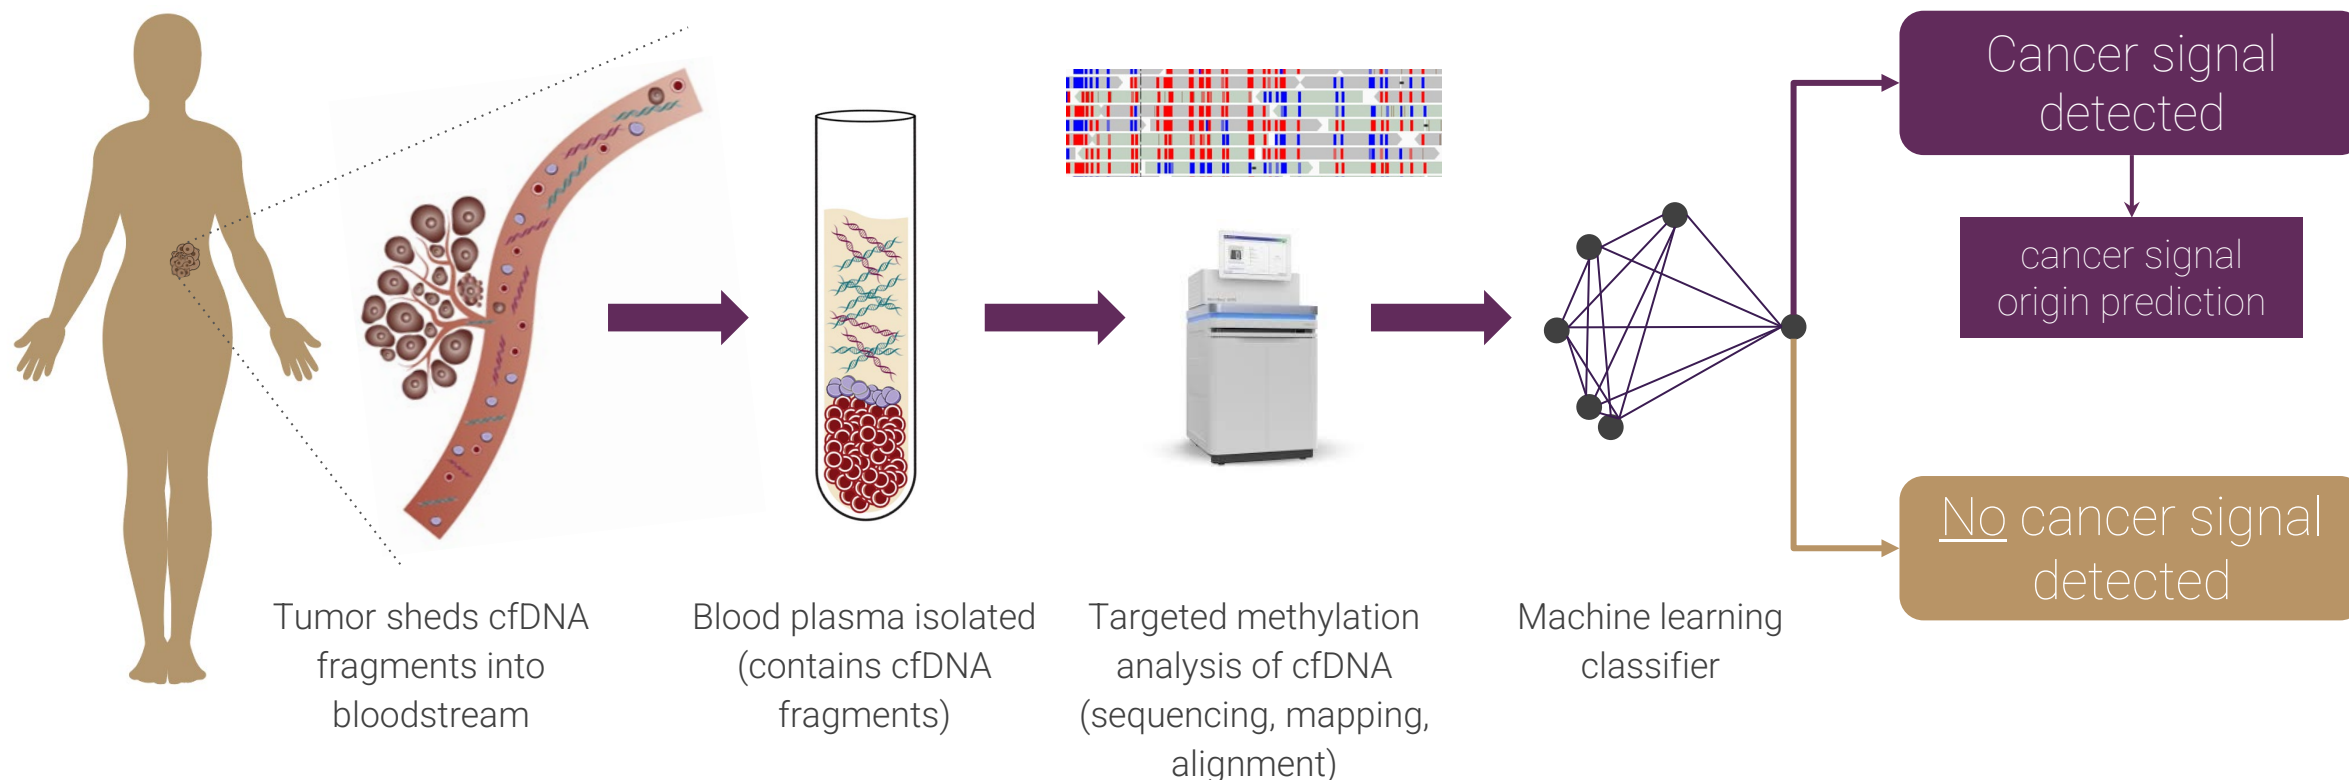 Cancer signal
detected
cancer signal
origin prediction
No cancer signal
detected
Tumor sheds cfDNA
fragments into
bloodstream
Blood plasma isolated
(contains cfDNA
fragments)
Targeted methylation
analysis of cfDNA
(sequencing, mapping,
alignment)
Machine learning
classifier